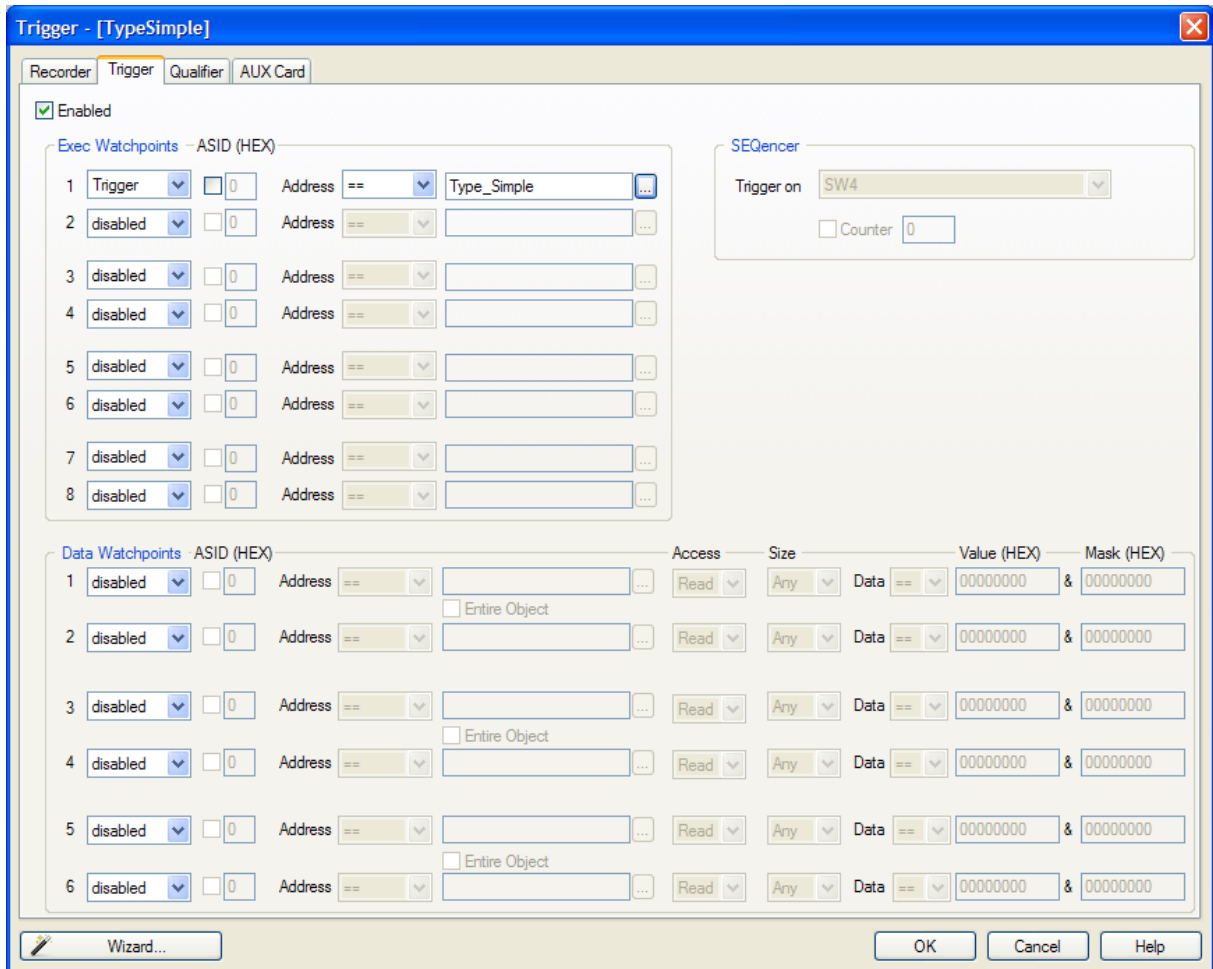 Trigger - [TypeSimple]
Recorder Trigger Qualifier AUX Card
Enabled
Exec Watchpoints ASID (HEX)
SEQencer
1 Trigger 0 Address == Type_Simple ...
Trigger on SW4
2 disabled 0 Address == ...
Counter 0
3 disabled 0 Address == ...
4 disabled 0 Address == ...
5 disabled 0 Address == ...
6 disabled 0 Address == ...
7 disabled 0 Address == ...
8 disabled 0 Address == ...
Data Watchpoints ASID (HEX) Access Size Value (HEX) Mask (HEX)
1 disabled 0 Address == ... Read Any Data == 00000000 & 00000000
Entire Object
2 disabled 0 Address == ... Read Any Data == 00000000 & 00000000
3 disabled 0 Address == ... Read Any Data == 00000000 & 00000000
Entire Object
4 disabled 0 Address == ... Read Any Data == 00000000 & 00000000
5 disabled 0 Address == ... Read Any Data == 00000000 & 00000000
Entire Object
6 disabled 0 Address == ... Read Any Data == 00000000 & 00000000
Wizard... OK Cancel Help